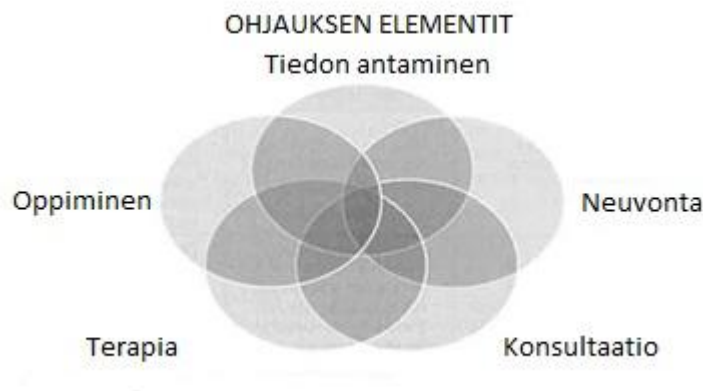 OHJAUKSEN ELEMENTIT
Tiedon antaminen
Oppiminen
Neuvonta
Terapia
Konsultaatio